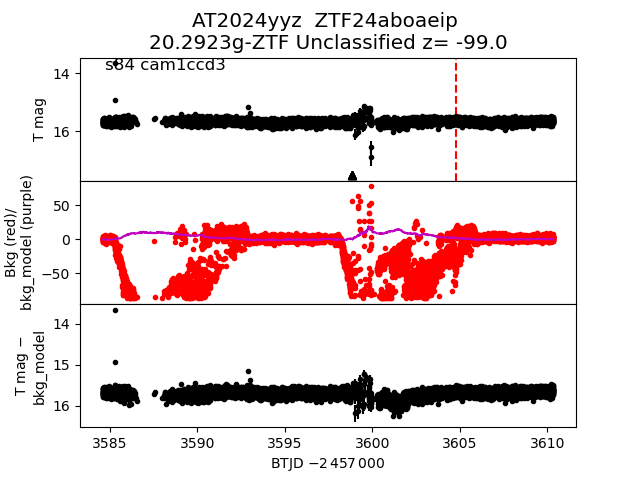 AT2024yyz  ZTF24aboaeip
20.2923g-ZTF Unclassified z= -99.0
s84 cam1ccd3
T mag
14
16
Bkg (red)/
bkg_model (purple)
50
0
−50
T mag −
bkg_model
14
15
16
3585 3590 3595 3600 3605 3610
BTJD −2 457 000